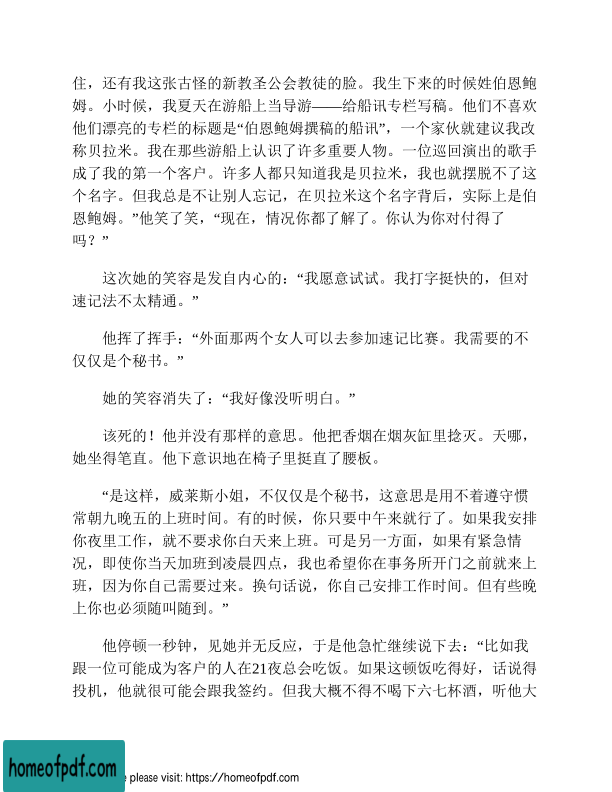 住，还有我这张古怪的新教圣公会教徒的脸。我生下来的时候姓伯恩鲍
姆。小时候，我夏天在游船上当导游——给船讯专栏写稿。他们不喜欢
他们漂亮的专栏的标题是“伯恩鲍姆撰稿的船讯”，一个家伙就建议我改
称贝拉米。我在那些游船上认识了许多重要人物。一位巡回演出的歌手
成了我的第一个客户。许多人都只知道我是贝拉米，我也就摆脱不了这
个名字。但我总是不让别人忘记，在贝拉米这个名字背后，实际上是伯
恩鲍姆。”他笑了笑，“现在，情况你都了解了。你认为你对付得了
吗？”
这次她的笑容是发自内心的：“我愿意试试。我打字挺快的，但对
速记法不太精通。”
他挥了挥手：“外面那两个女人可以去参加速记比赛。我需要的不
仅仅是个秘书。”
她的笑容消失了：“我好像没听明白。”
该死的！他并没有那样的意思。他把香烟在烟灰缸里捻灭。天哪，
她坐得笔直。他下意识地在椅子里挺直了腰板。
“是这样，威莱斯小姐，不仅仅是个秘书，这意思是用不着遵守惯
常朝九晚五的上班时间。有的时候，你只要中午来就行了。如果我安排
你夜里工作，就不要求你白天来上班。可是另一方面，如果有紧急情
况，即使你当天加班到凌晨四点，我也希望你在事务所开门之前就来上
班，因为你自己需要过来。换句话说，你自己安排工作时间。但有些晚
上你也必须随叫随到。”
他停顿一秒钟，见她并无反应，于是他急忙继续说下去：“比如我
跟一位可能成为客户的人在21夜总会吃饭。如果这顿饭吃得好，话说得
投机，他就很可能会跟我签约。但我大概不得不喝下六七杯酒，听他大
homeofpdf.com
e please visit: https://homeofpdf.com